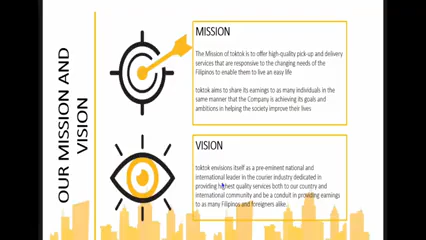 OUR MISSION AND
VISION
MISSION
The Mission of toktok is to offer high-quality pick-up and delivery
services that are responsive to the changing needs of the
Filipinos to enable them to live an easy life
toktok aims to share its earnings to as many individuals in the
same manner that the Company is achieving its goals and
ambitions in helping the society improve their lives
VISION
toktok envisions itself as a pre-eminent national and
international leader in the courier industry dedicated in
providing highest quality services both to our country and
international community and be a conduit in providing earnings
to as many Filipinos and foreigners alike